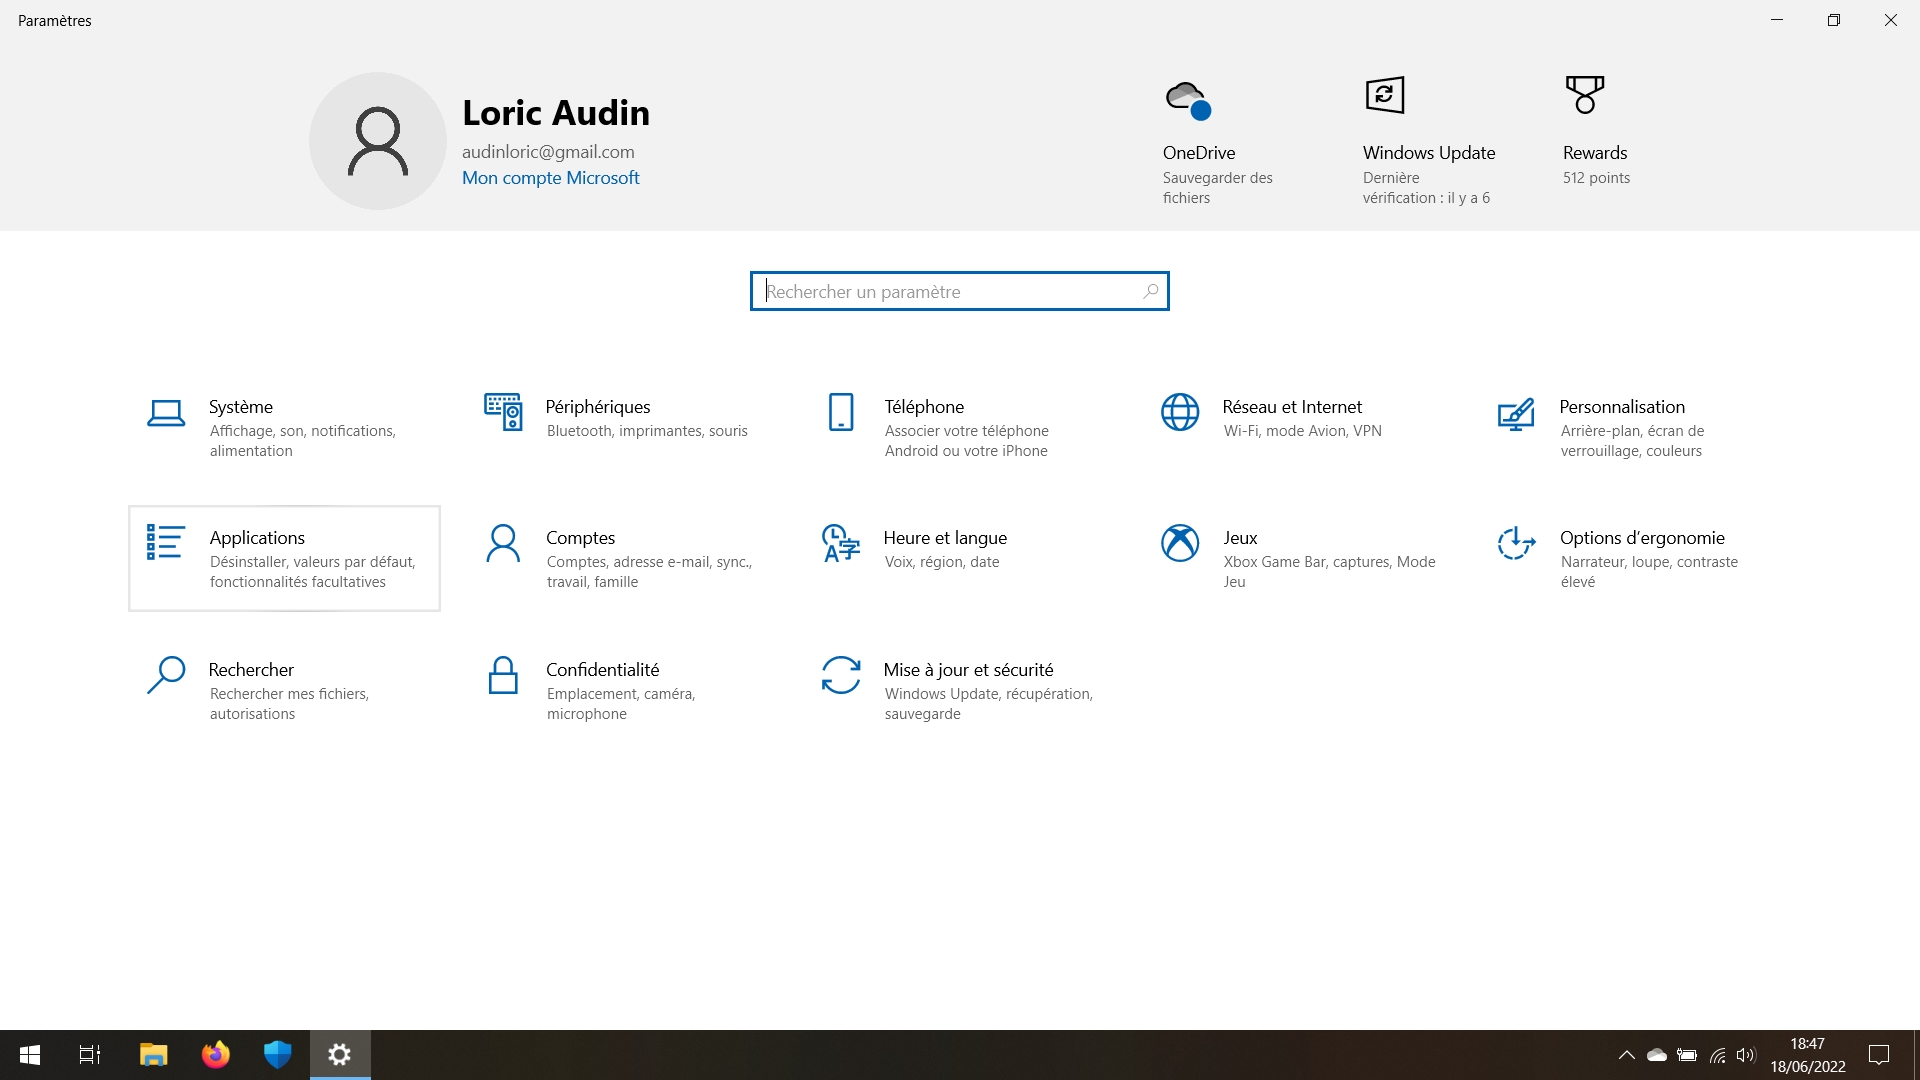 Paramètres
Loric Audin
audinloric@gmail.com
Mon compte Microsoft
OneDrive
Sauvegarder des
fichiers
Windows Update
Dernière
vérification : il y a 6
Rewards
512 points
Rechercher un paramètre
Système
Affichage, son, notifications,
alimentation
Périphériques
Bluetooth, imprimantes, souris
Téléphone
Associer votre téléphone
Android ou votre iPhone
Réseau et Internet
Wi-Fi, mode Avion, VPN
Personnalisation
Arrière-plan, écran de
verrouillage, couleurs
Applications
Désinstaller, valeurs par défaut,
fonctionnalités facultatives
Comptes
Comptes, adresse e-mail, sync.,
travail, famille
Heure et langue
Voix, région, date
Jeux
Xbox Game Bar, captures, Mode
Jeu
Options d’ergonomie
Narrateur, loupe, contraste
élevé
Rechercher
Rechercher mes fichiers,
autorisations
Confidentialité
Emplacement, caméra,
microphone
Mise à jour et sécurité
Windows Update, récupération,
sauvegarde
18:47
18/06/2022